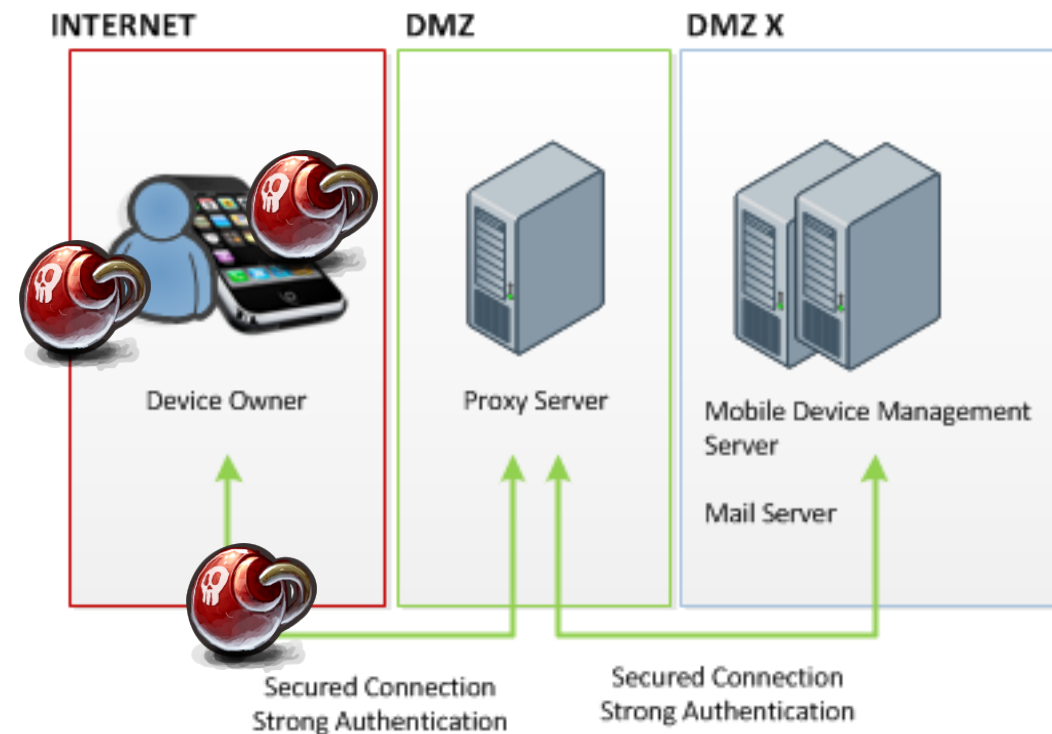 INTERNET
DMZ
DMZ X
Device Owner
Proxy Server
Mobile Device Management
Server
Mail Server
Secured Connection
Strong Authentication
Secured Connection
Strong Authentication